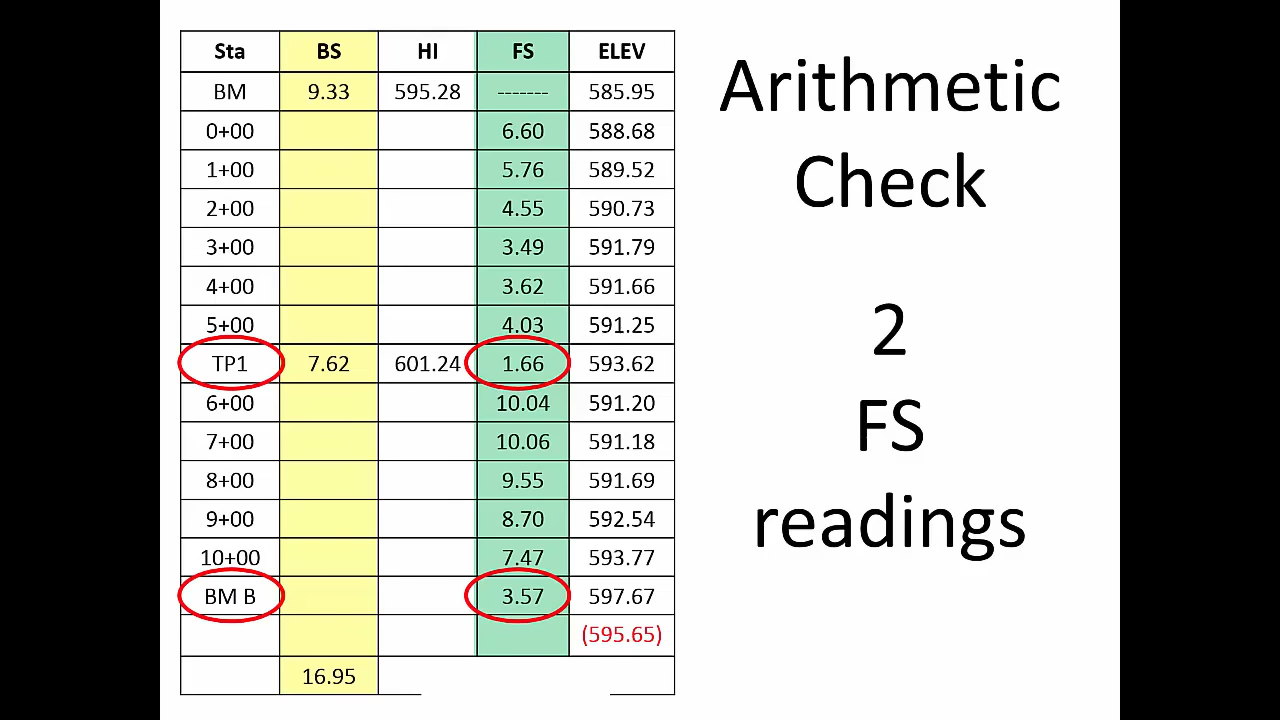 Sta BS HI FS ELEV
BM 9.33 595.28 ------- 585.95
0+00 6.60 588.68
1+00 5.76 589.52
2+00 4.55 590.73
3+00 3.49 591.79
4+00 3.62 591.66
5+00 4.03 591.25
TP1 7.62 601.24 1.66 593.62
6+00 10.04 591.20
7+00 10.06 591.18
8+00 9.55 591.69
9+00 8.70 592.54
10+00 7.47 593.77
BM B 3.57 597.67
(595.65)
16.95
Arithmetic
Check
2
FS
readings